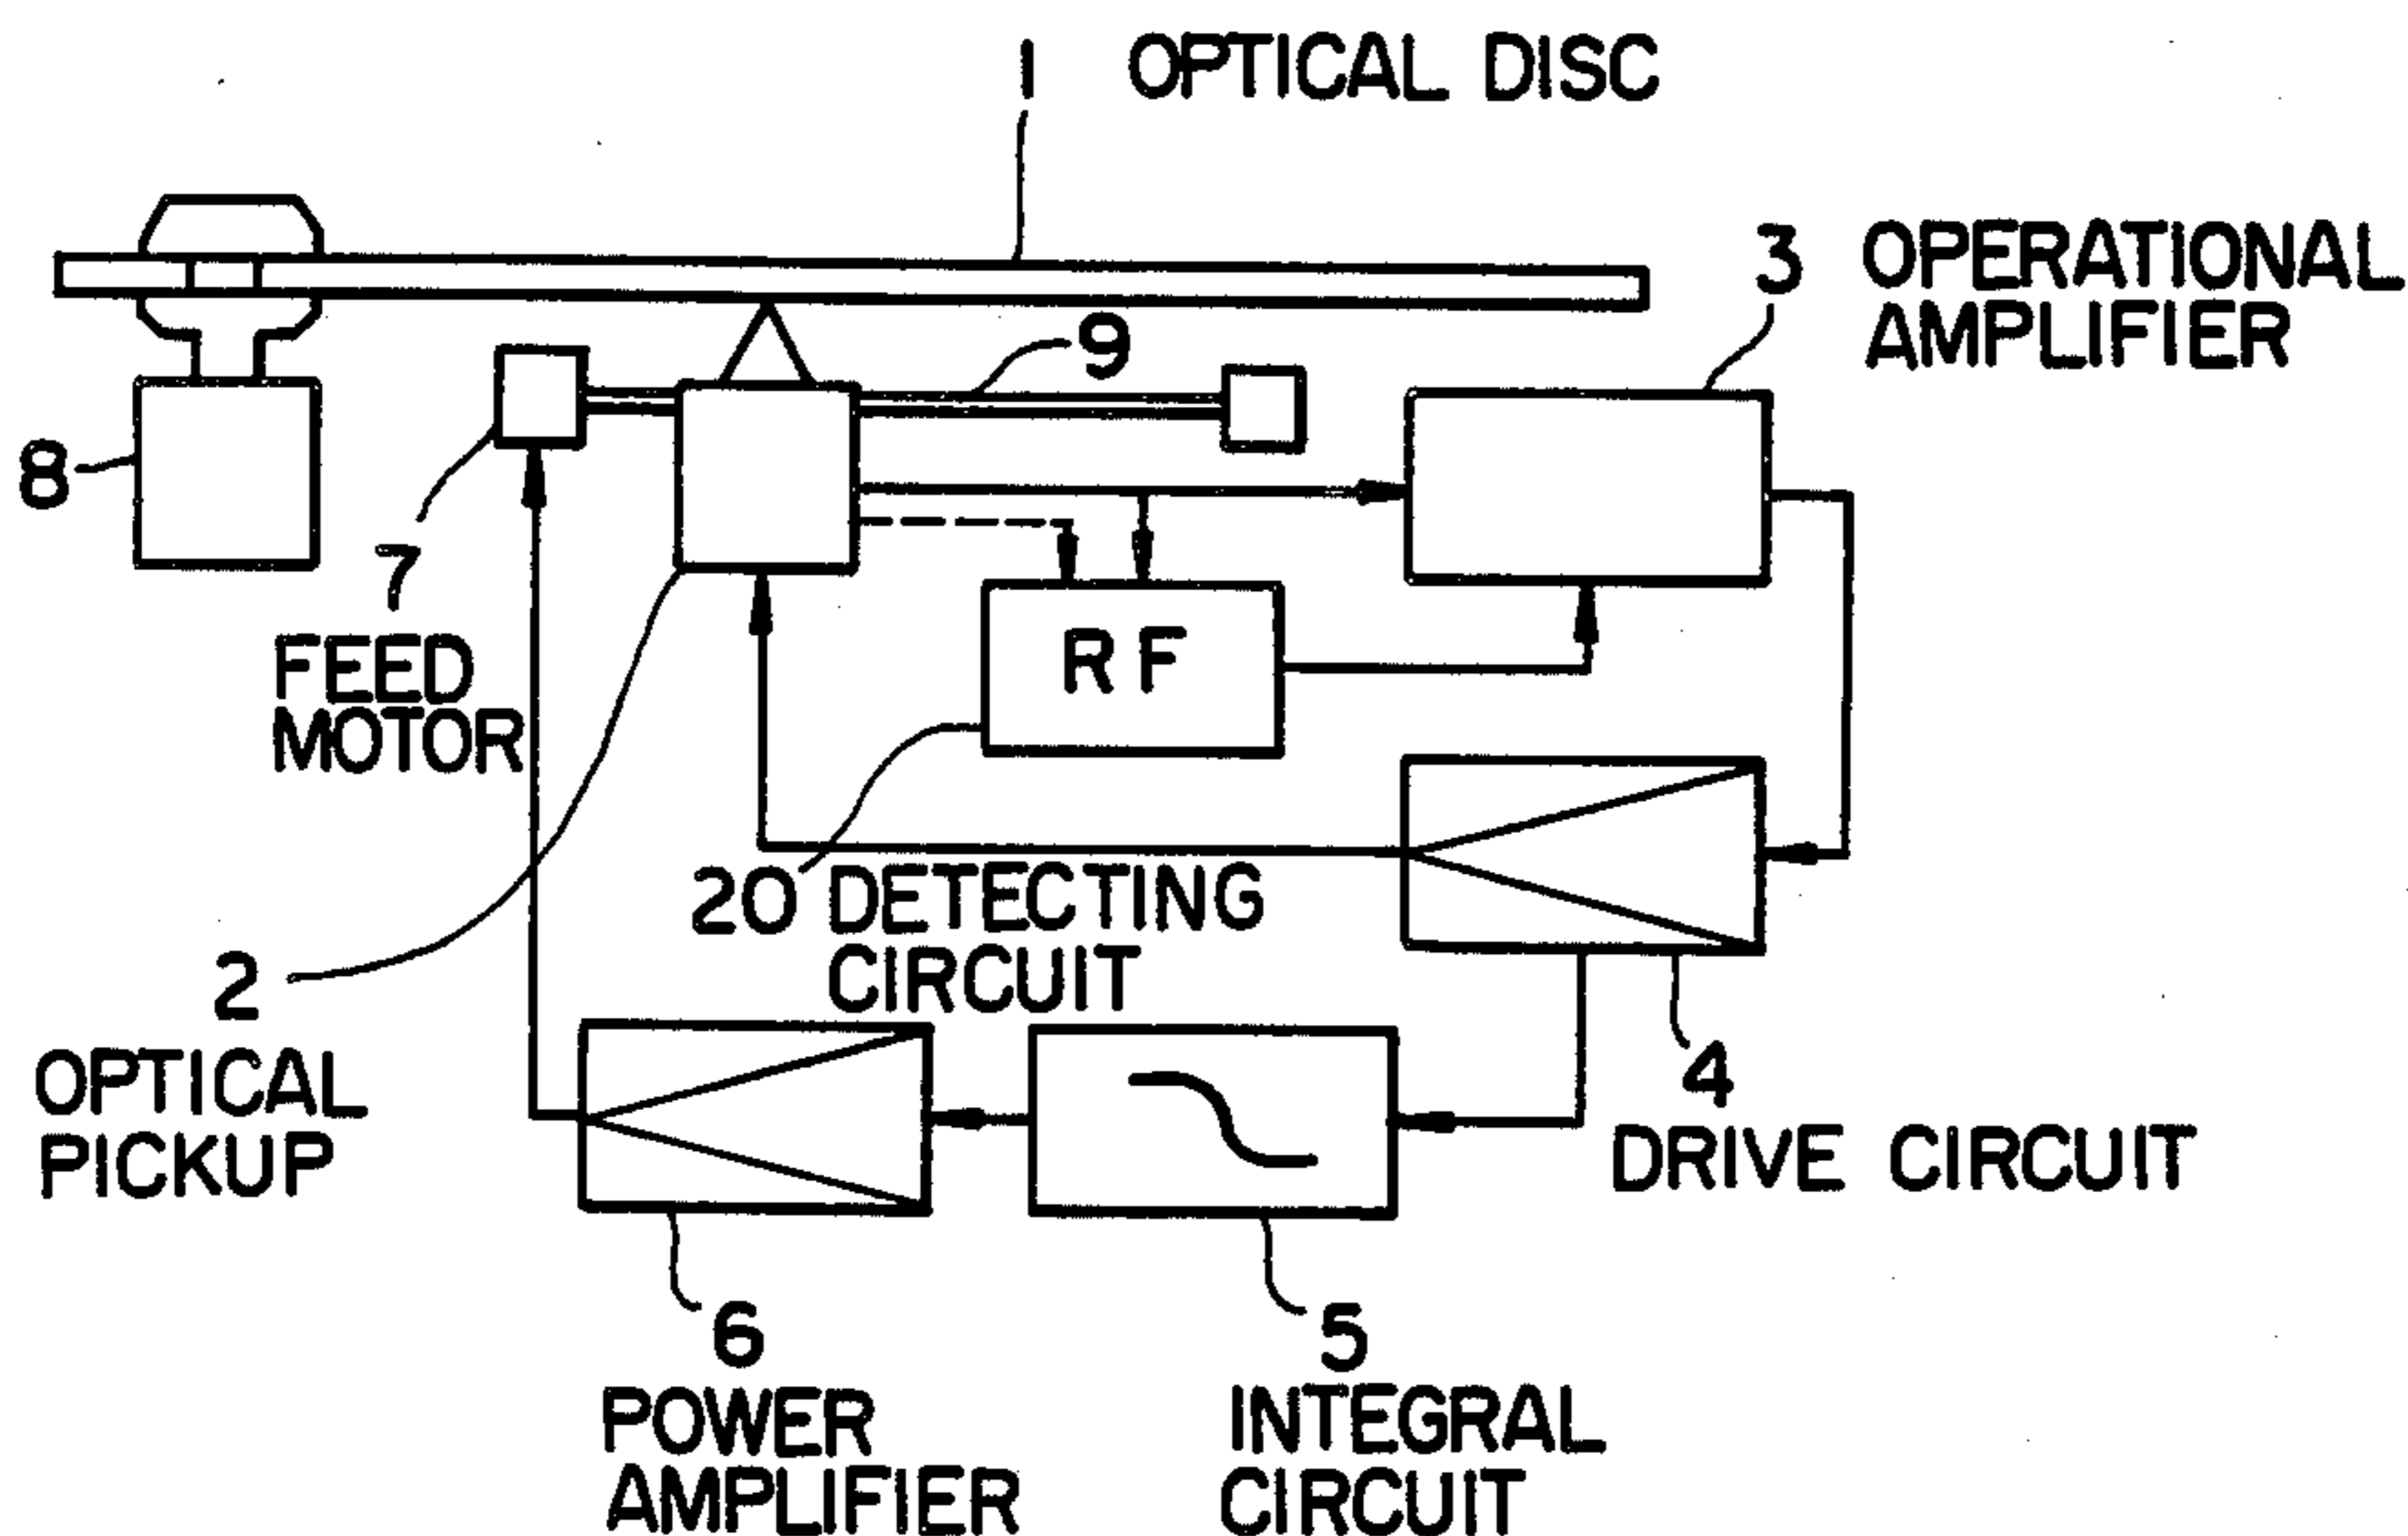 1 OPTICAL DISC
3 OPERATIONAL
AMPLIFIER
9
8
7
FEED
MOTOR
RF
20 DETECTING
CIRCUIT
2
OPTICAL
PICKUP
4
DRIVE CIRCUIT
6
POWER
AMPLIFIER
5
INTEGRAL
CIRCUIT